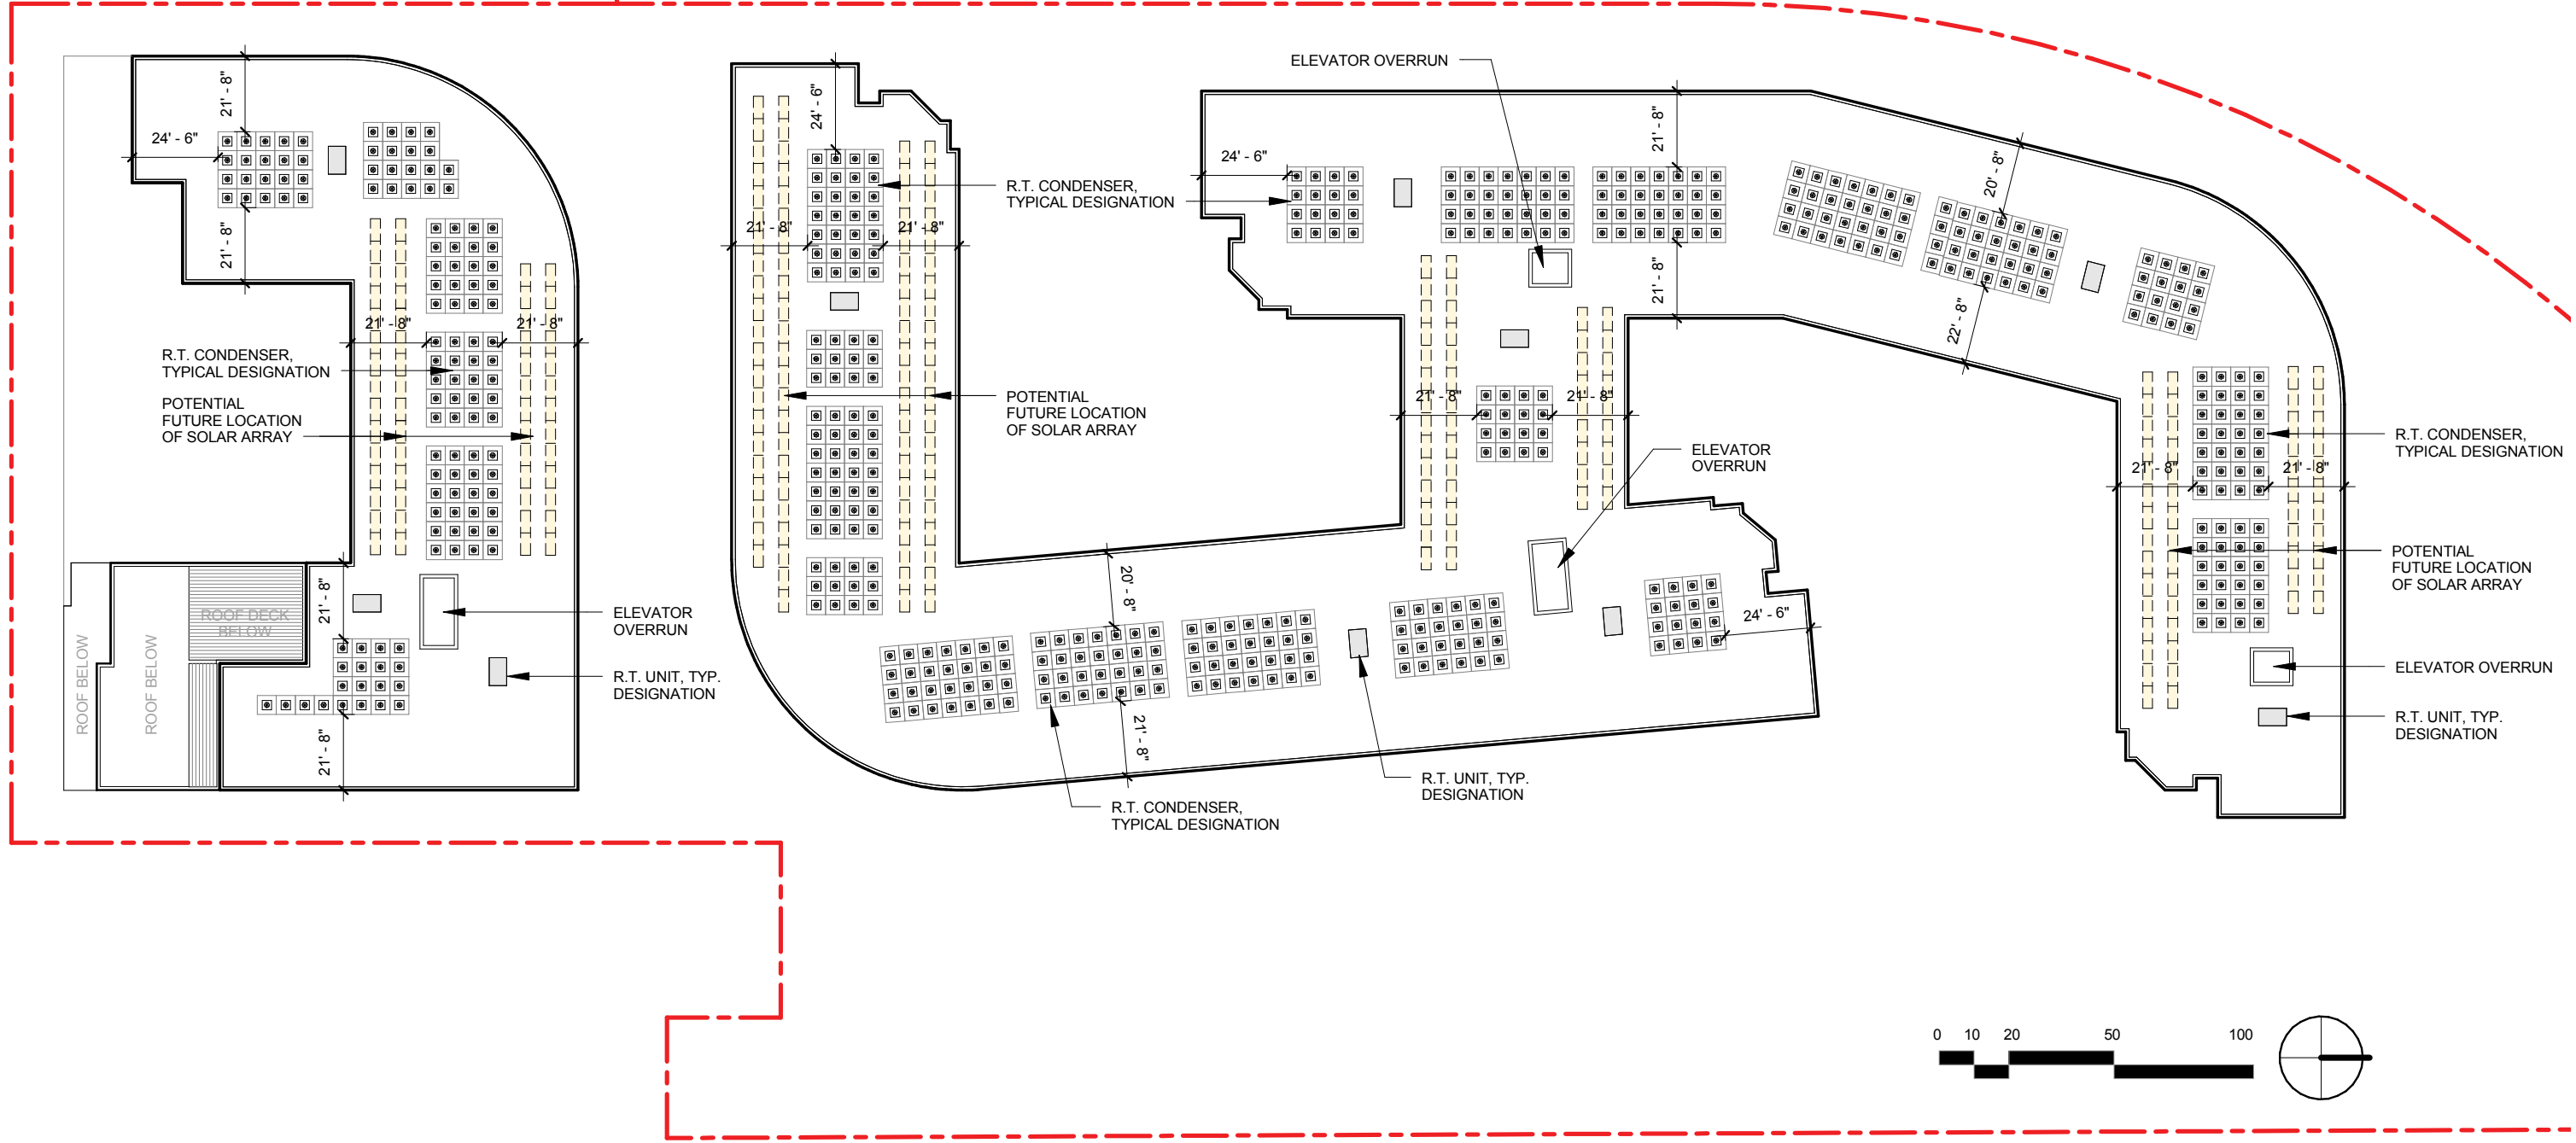 21' - 8"
24' - 6"
21' - 8"
21' - 8"
21' - 8"
R.T. CONDENSER,
TYPICAL DESIGNATION
POTENTIAL
FUTURE LOCATION
OF SOLAR ARRAY
ROOF BELOW
ROOF BELOW
ROOF DECK
BELOW
21' - 8"
21' - 8"
ELEVATOR
OVERRUN
R.T. UNIT, TYP.
DESIGNATION
24' - 6"
21' - 8"
21' - 8"
R.T. CONDENSER,
TYPICAL DESIGNATION
POTENTIAL
FUTURE LOCATION
OF SOLAR ARRAY
20' - 8"
21' - 8"
R.T. CONDENSER,
TYPICAL DESIGNATION
R.T. UNIT, TYP.
DESIGNATION
ELEVATOR OVERRUN
24' - 6"
21' - 8"
21' - 8"
21' - 8"
21' - 8"
ELEVATOR
OVERRUN
24' - 6"
20' - 8"
22' - 8"
21' - 8"
21' - 8"
R.T. CONDENSER,
TYPICAL DESIGNATION
POTENTIAL
FUTURE LOCATION
OF SOLAR ARRAY
ELEVATOR OVERRUN
R.T. UNIT, TYP.
DESIGNATION
0 10 20 50 100